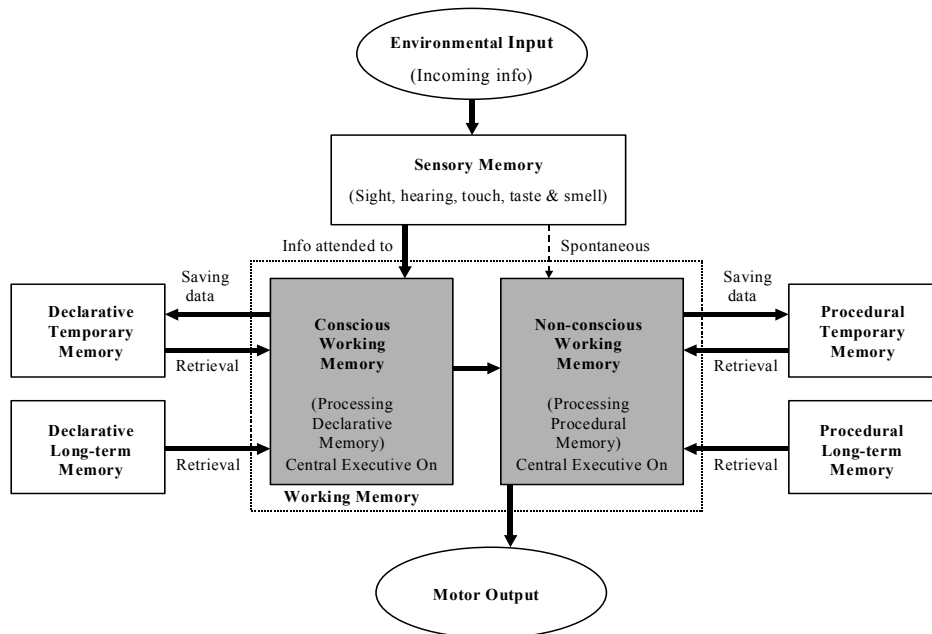 Environmental Input
(Incoming info)
Sensory Memory
(Sight, hearing, touch, taste & smell)
Info attended to
Spontaneous
Saving
data
Declarative
Temporary
Memory
Retrieval
Declarative
Long-term
Memory
Retrieval
Conscious
Working
Memory
(Processing
Declarative
Memory)
Central Executive On
Working Memory
Non-conscious
Working
Memory
(Processing
Procedural
Memory)
Central Executive On
Saving
data
Procedural
Temporary
Memory
Retrieval
Procedural
Long-term
Memory
Retrieval
Motor Output